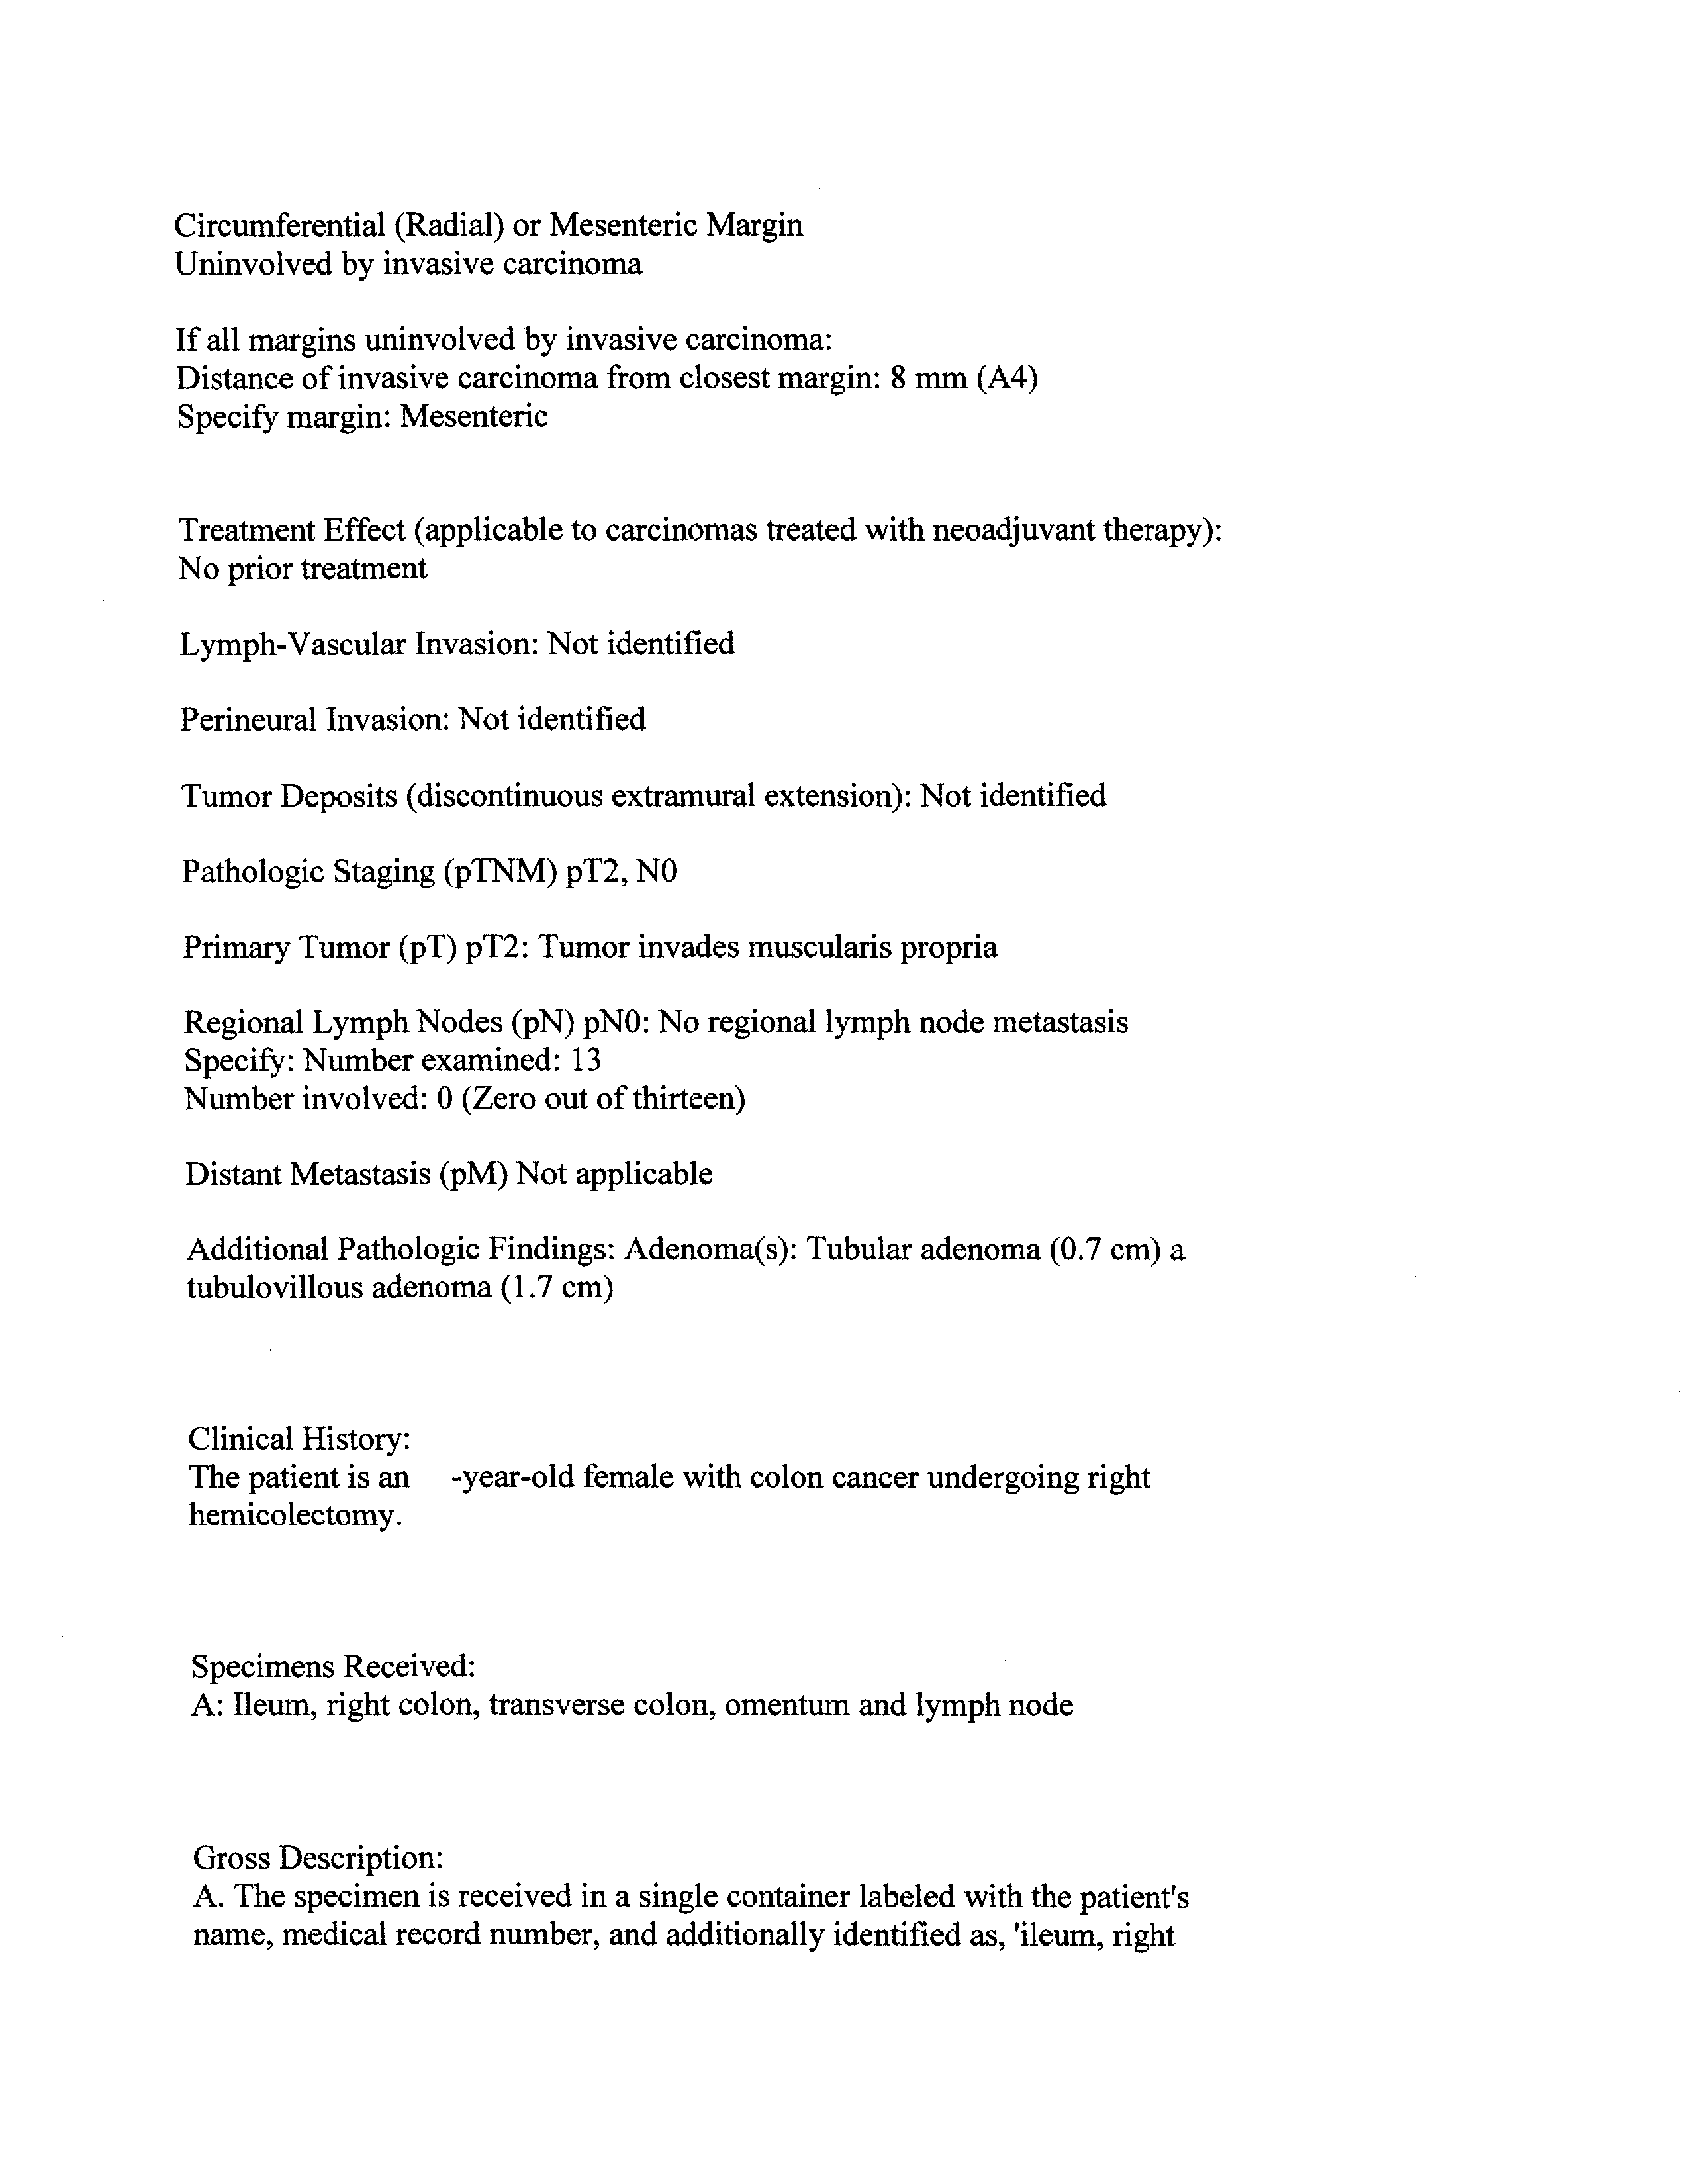 Circumferential (Radial) or Mesenteric Margin
Uninvolved by invasive carcinoma
If all margins uninvolved by invasive carcinoma:
Distance of invasive carcinoma from closest margin: 8 mm (A4)
Specify margin: Mesenteric
Treatment Effect (applicable to carcinomas treated with neoadjuvant therapy):
No prior treatment
Lymph-Vascular Invasion: Not identified
Perineural Invasion: Not identified
Tumor Deposits (discontinuous extramural extension): Not identified
Pathologic Staging (pTNM) pT2, N0
Primary Tumor (pT) pT2: Tumor invades muscularis propria
Regional Lymph Nodes (pN) pN0: No regional lymph node metastasis
Specify: Number examined: 13
Number involved: 0 (Zero out of thirteen)
Distant Metastasis (pM) Not applicable
Additional Pathologic Findings: Adenoma(s): Tubular adenoma (0.7 cm) a
tubulovillous adenoma (1.7 cm)
Clinical History:
The patient is an -year-old female with colon cancer undergoing right
hemicolectomy.
Specimens Received:
A: Ileum, right colon, transverse colon, omentum and lymph node
Gross Description:
A. The specimen is received in a single container labeled with the patient's
name, medical record number, and additionally identified as, 'ileum, right